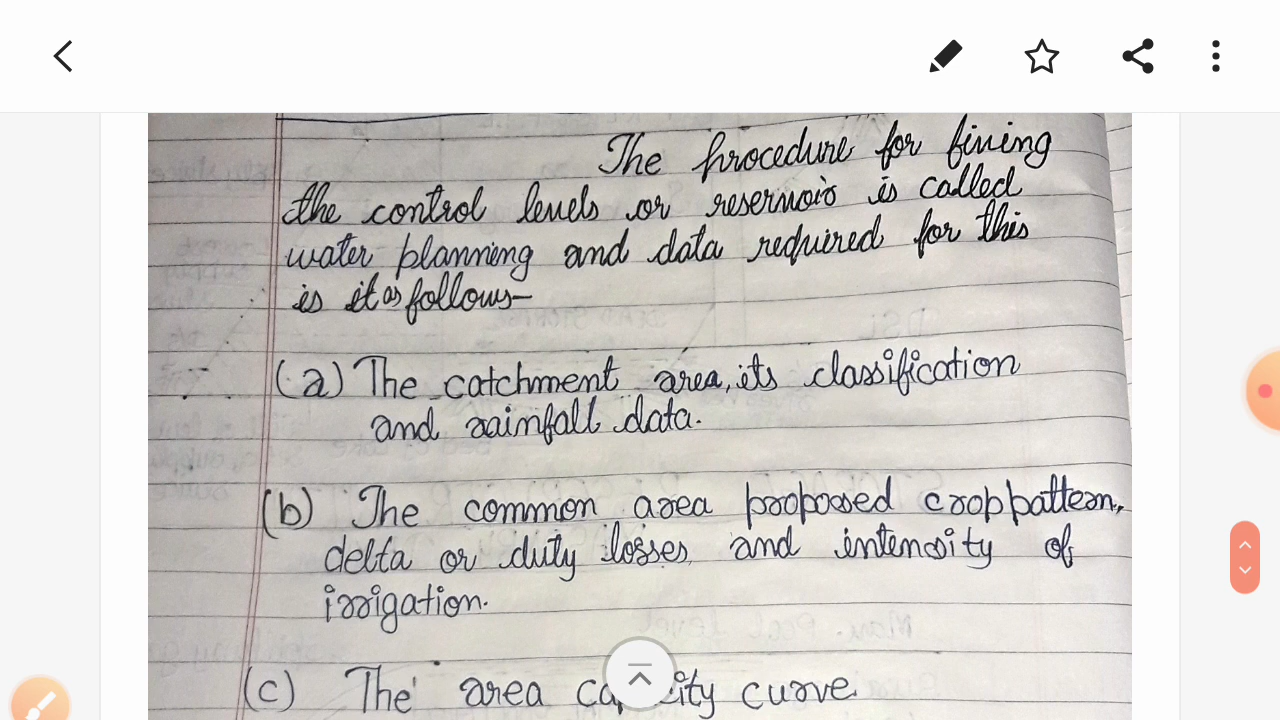 The procedure for fixing
the control levels or reservoir is called
water planning and data required for this
is it as follows-
(a) The catchment area, its classification
and rainfall data.
(b) The common area proposed crop pattern,
delta or duty losses and intensity of
irrigation.
(c) The area capacity curve.